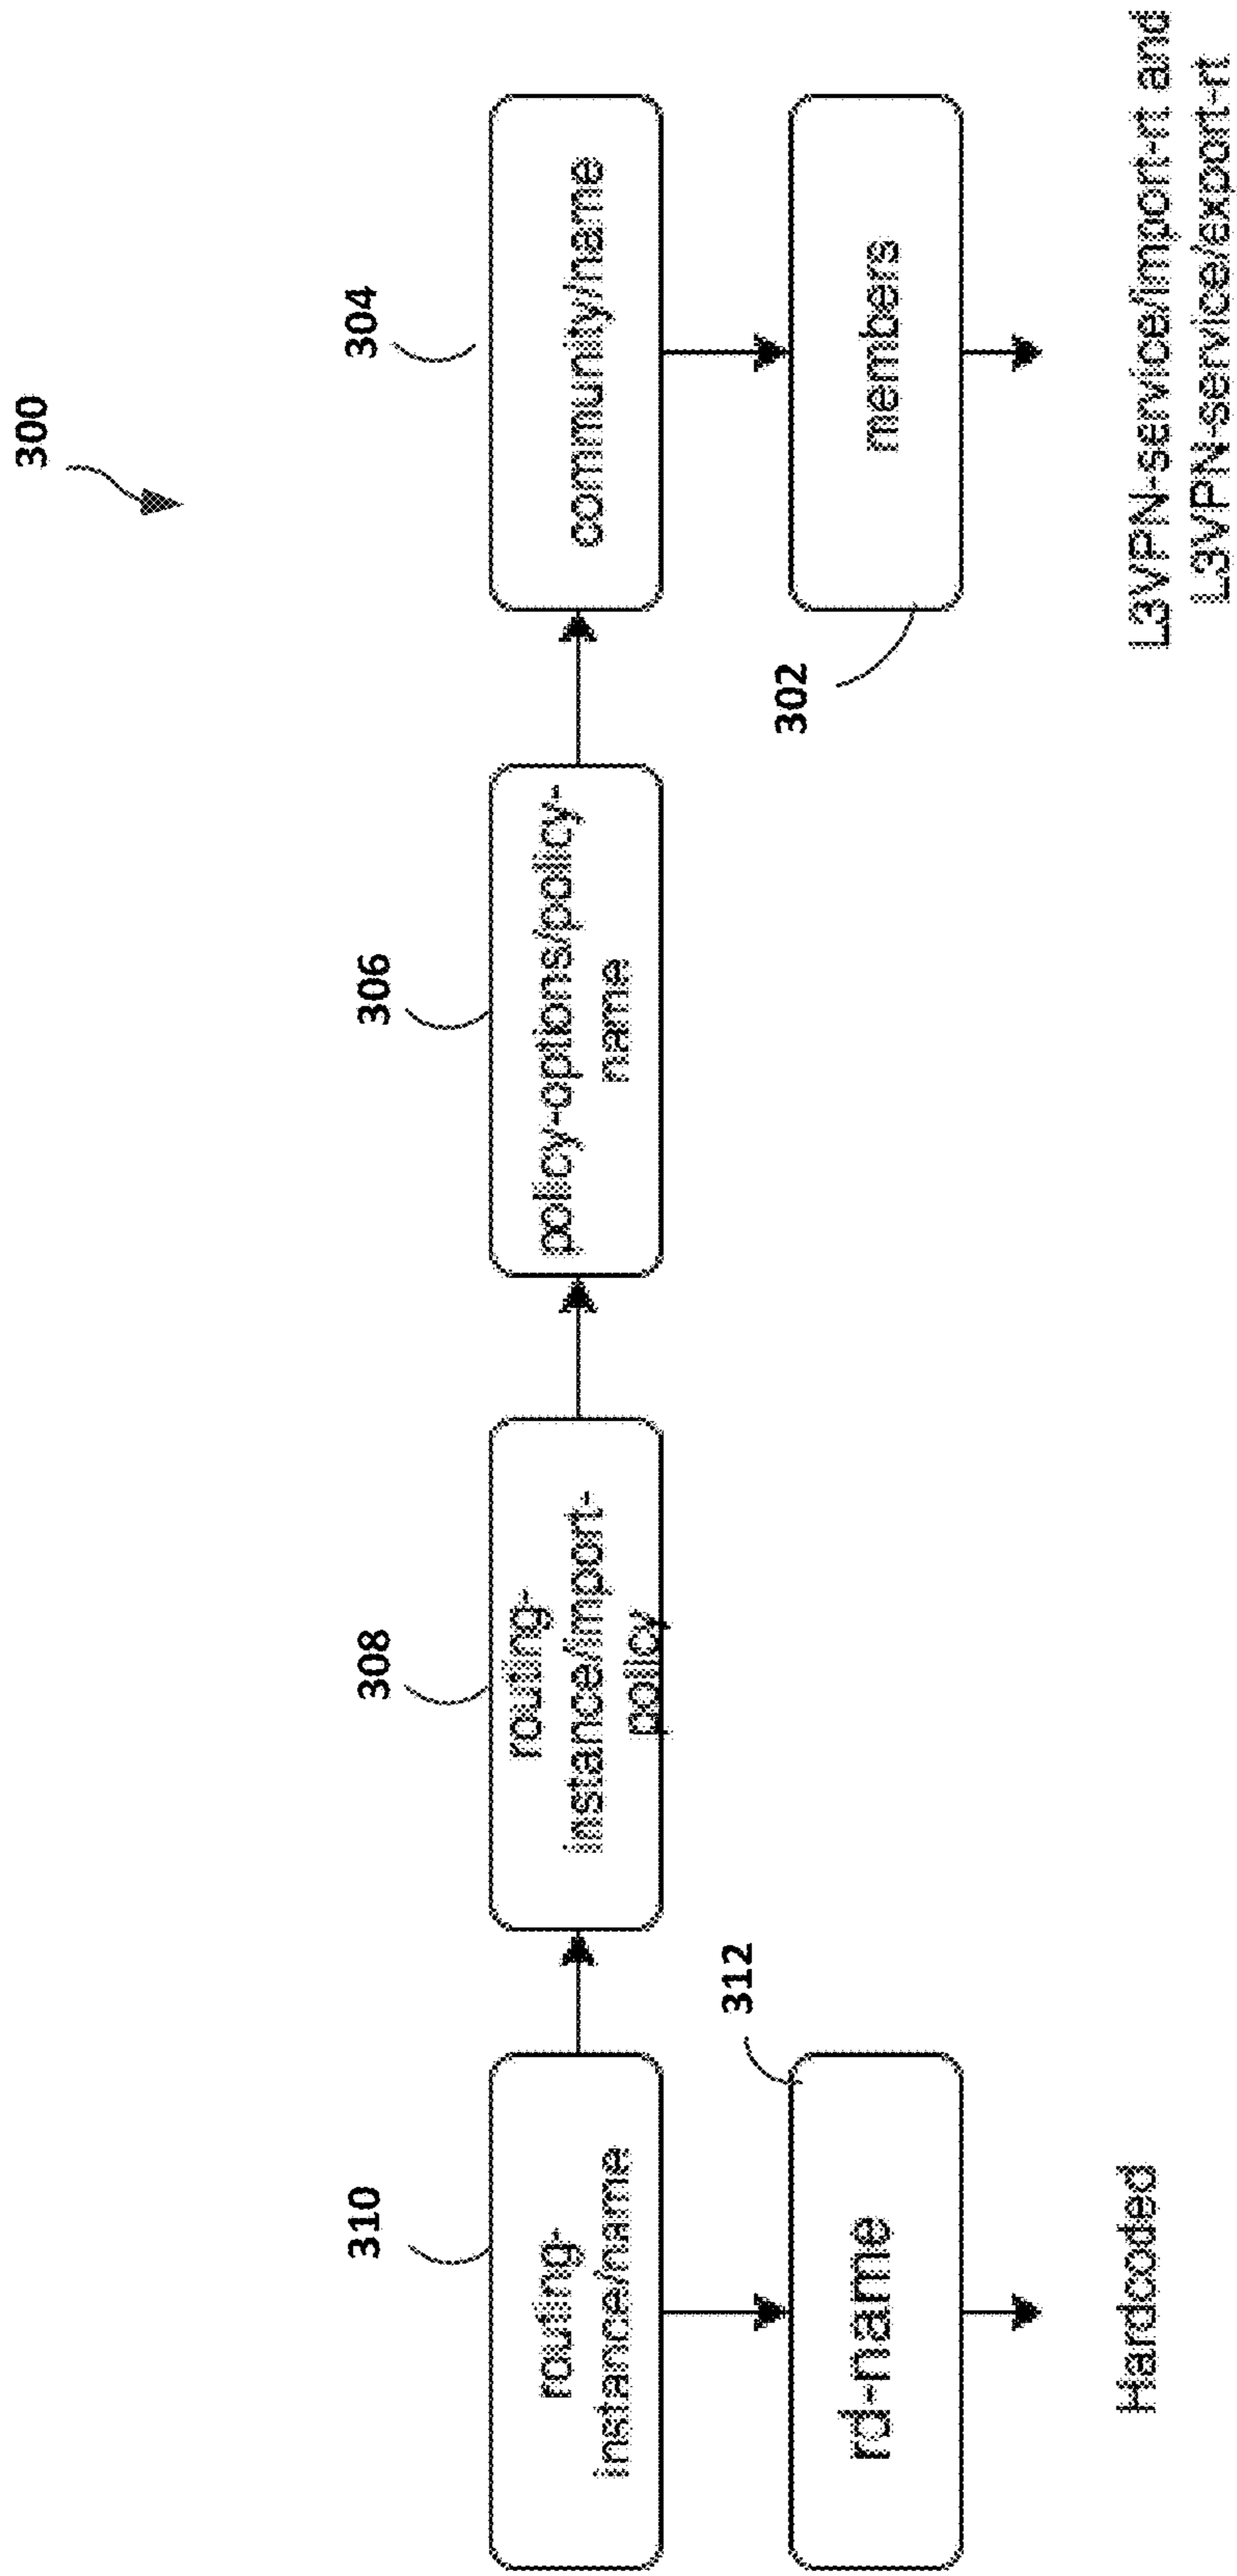 300
310
routing-
instance/name
308
routing-
instance/import-
policy
306
policy-options/policy-
name
304
community/name
312
rd-name
302
members
Hardcoded
L3VPN-service/import-rt and
L3VPN-service/export-rt